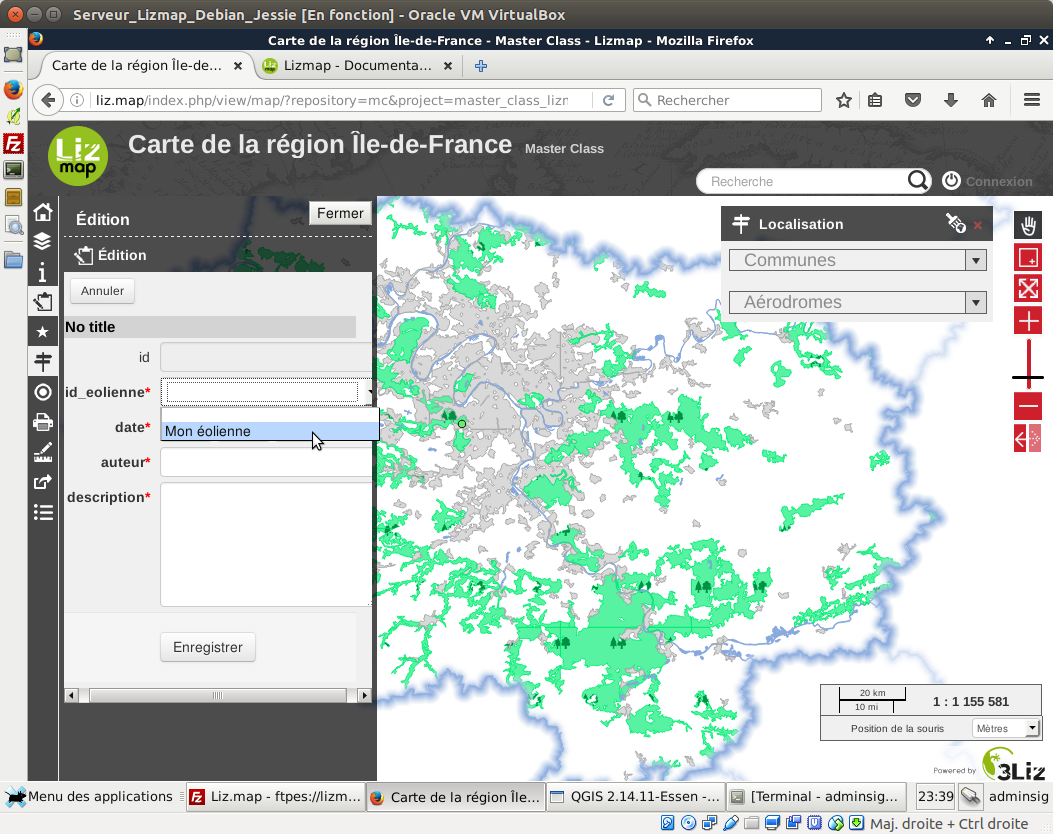 Serveur_Lizmap_Debian_Jessie [En fonction] - Oracle VM VirtualBox
Carte de la région Île-de-France - Master Class - Lizmap - Mozilla Firefox
Carte de la région Île-de... × Lizmap - Documenta... ×
liz.map/index.php/view/map/?repository=mc&project=master_class_lizm
Rechercher
Liz map
Carte de la région Île-de-France Master Class
Recherche
Connexion
Édition
Fermer
Édition
Annuler
No title
id
id_eolienne*
date*
Mon éolienne
auteur*
description*
Enregistrer
Localisation
Communes
Aérodromes
20 km
10 mi
1 : 1 155 581
Position de la souris
Mètres
Powered by 3Liz
Menu des applications
Liz.map - ftpes://lizm...
Carte de la région Île...
QGIS 2.14.11-Essen -...
[Terminal - adminsig...
23:39
adminsig
Maj. droite + Ctrl droite